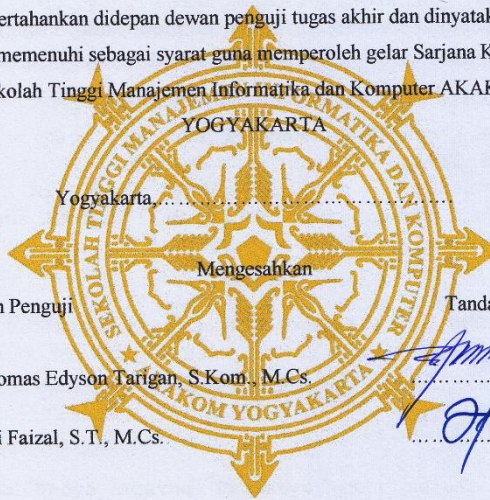 ertahankan didepan dewan penguji tugas akhir dan dinyatak
memenuhi sebagai syarat guna memperoleh gelar Sarjana K
kolah Tinggi Manajemen Informatika dan Komputer AKAK
YOGYAKARTA
Yogyakarta,........................................
Mengesahkan
n Penguji Tanda
omas Edyson Tarigan, S.Kom., M.Cs.
i Faizal, S.T., M.Cs.
SEKOLAH TINGGI MANAJEMEN INFORMATIKA DAN KOMPUTER
AKAKOM YOGYAKARTA